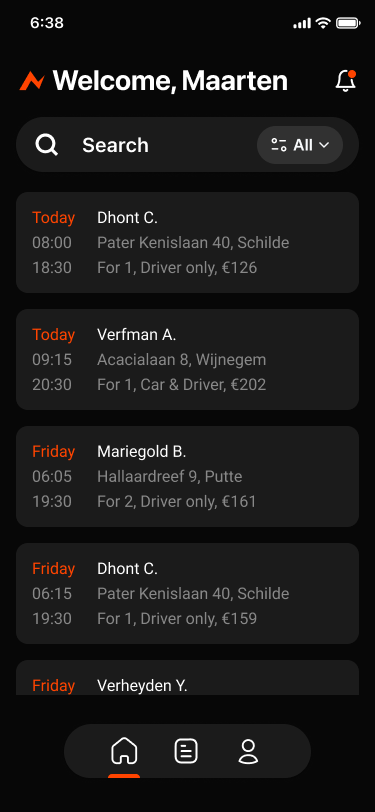 6:38
Welcome, Maarten
Search All
Today Dhont C.
08:00 Pater Kenislaan 40, Schilde
18:30 For 1, Driver only, €126
Today Verfman A.
09:15 Acacialaan 8, Wijnegem
20:30 For 1, Car & Driver, €202
Friday Mariegold B.
06:05 Hallaardreef 9, Putte
19:30 For 2, Driver only, €161
Friday Dhont C.
06:15 Pater Kenislaan 40, Schilde
19:30 For 1, Driver only, €159
Friday Verheyden Y.